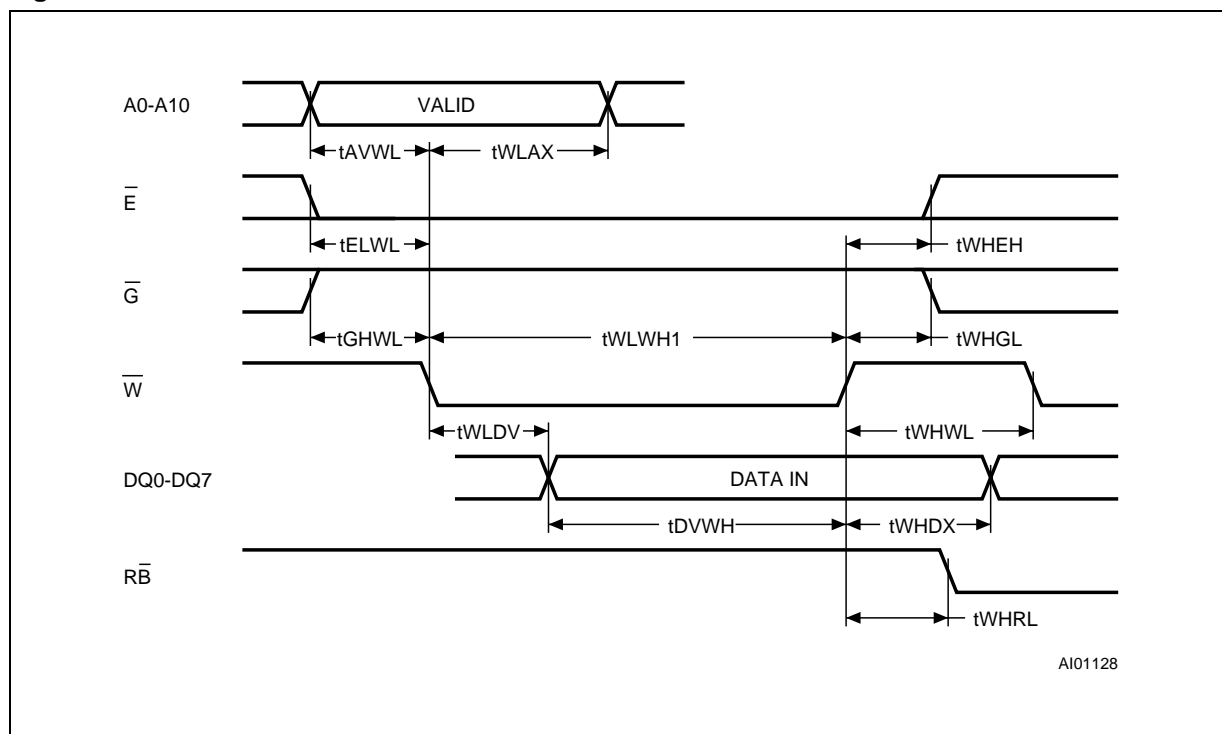 A0-A10
VALID
tAVWL
tWLAX
E̅
tELWL
tWHEH
G̅
tGHWL
tWLWH1
tWHGL
W̅
tWLDV
tWHWL
DQ0-DQ7
DATA IN
tDVWH
tWHDX
RB̅
tWHRL
AI01128